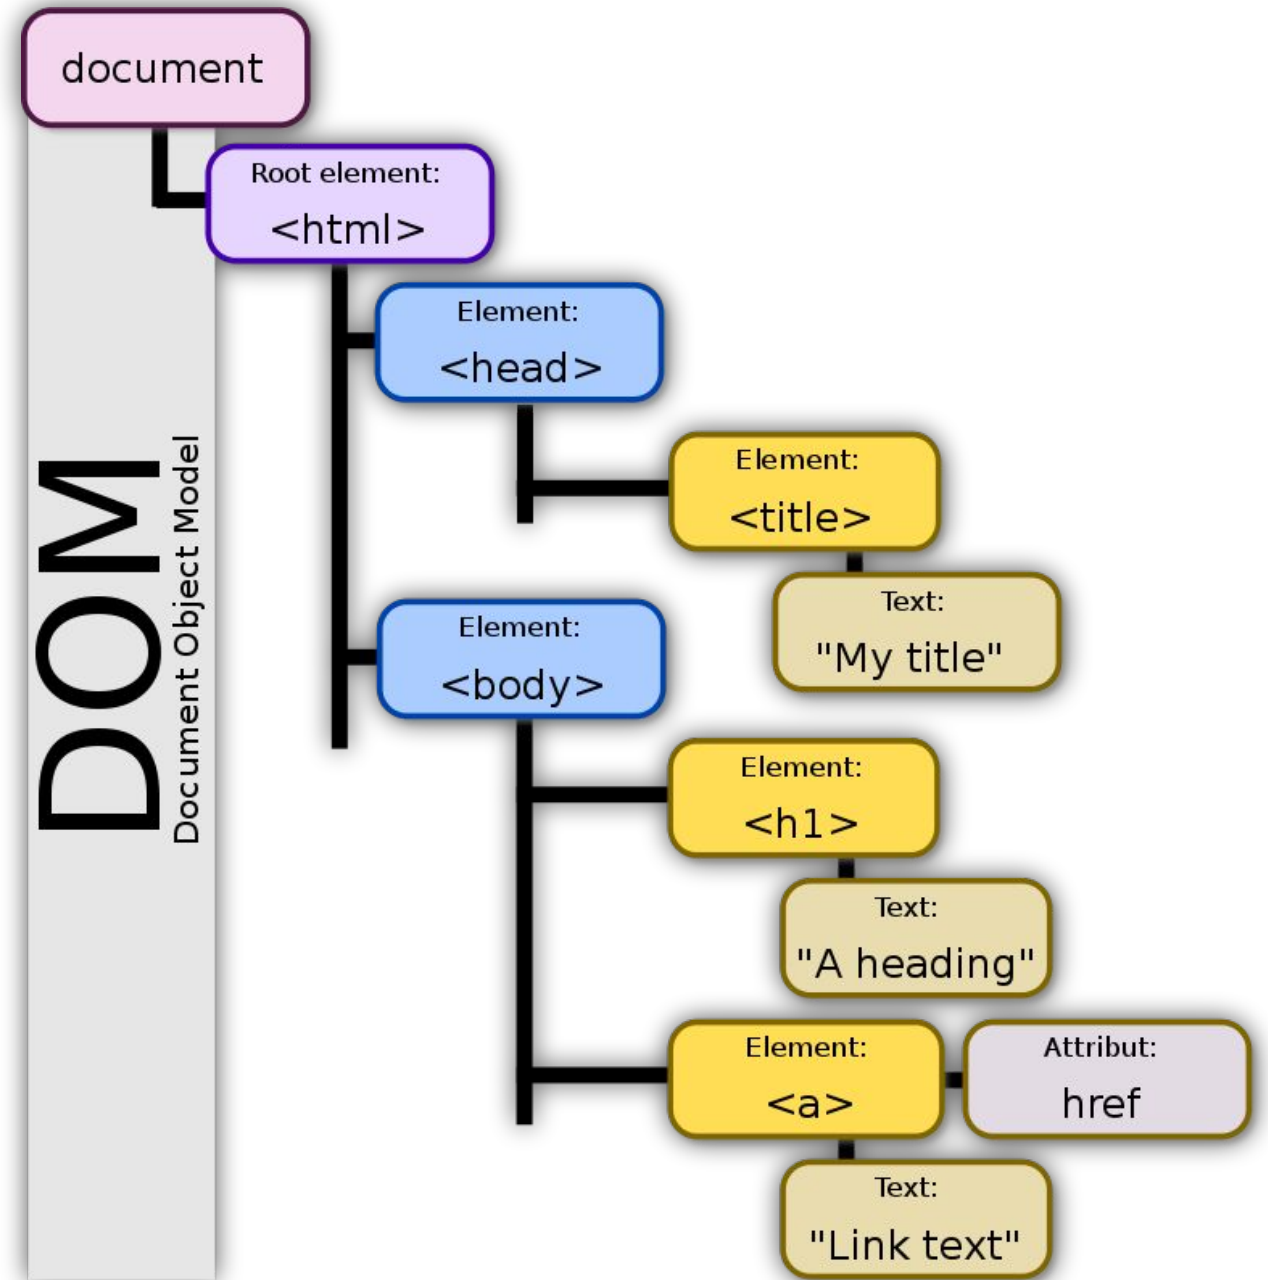 document
Root element:
<html>
Element:
<head>
Element:
<title>
Text:
"My title"
Element:
<body>
Element:
<h1>
Text:
"A heading"
Element:
<a>
Attribut:
href
Text:
"Link text"
DOM
Document Object Model